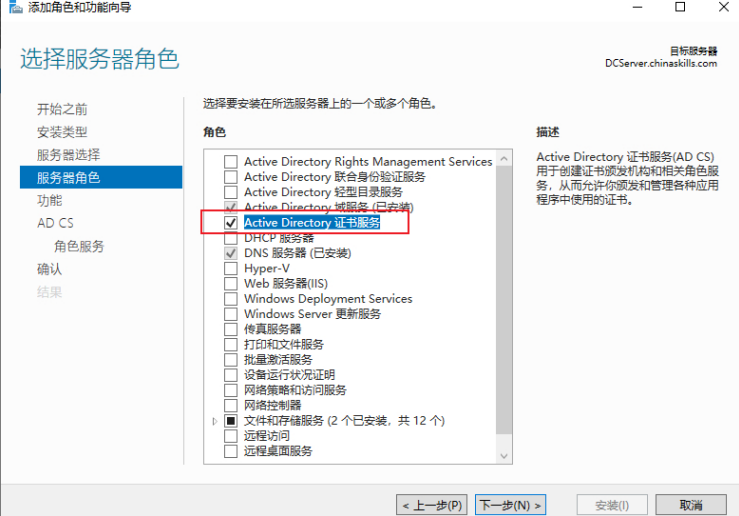 添加角色和功能向导
选择服务器角色
目标服务器
DCServer.chinaskills.com
开始之前
安装类型
服务器选择
服务器角色
功能
AD CS
角色服务
确认
结果
选择要安装在所选服务器上的一个或多个角色。
角色
Active Directory Rights Management Services
Active Directory 联合身份验证服务
Active Directory 轻型目录服务
Active Directory 域服务 (已安装)
Active Directory 证书服务
DHCP 服务器
DNS 服务器 (已安装)
Hyper-V
Web 服务器(IIS)
Windows Deployment Services
Windows Server 更新服务
传真服务器
打印和文件服务
批量激活服务
设备运行状况证明
网络策略和访问服务
网络控制器
文件和存储服务 (2 个已安装，共 12 个)
远程访问
远程桌面服务
描述
Active Directory 证书服务(AD CS)
用于创建证书颁发机构和相关角色服
务，从而允许你颁发和管理各种应用
程序中使用的证书。
< 上一步(P)
下一步(N) >
安装(I)
取消